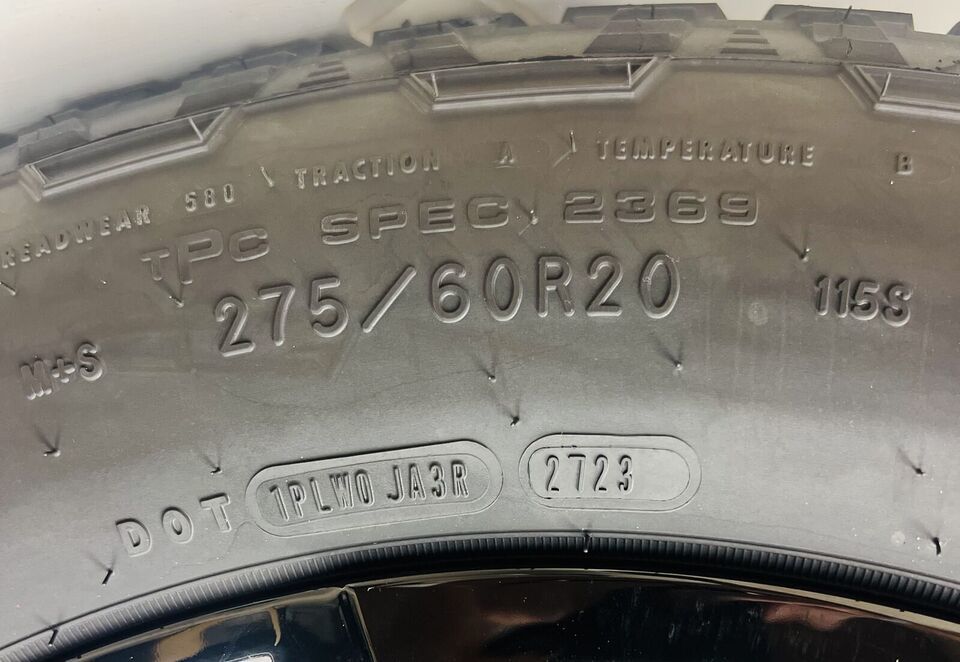 READWEAR 580 TRACTION A TEMPERATURE B
TPC SPEC 2369
275/60R20 115S
M+S
DOT 1PLW0 JA3R 2723